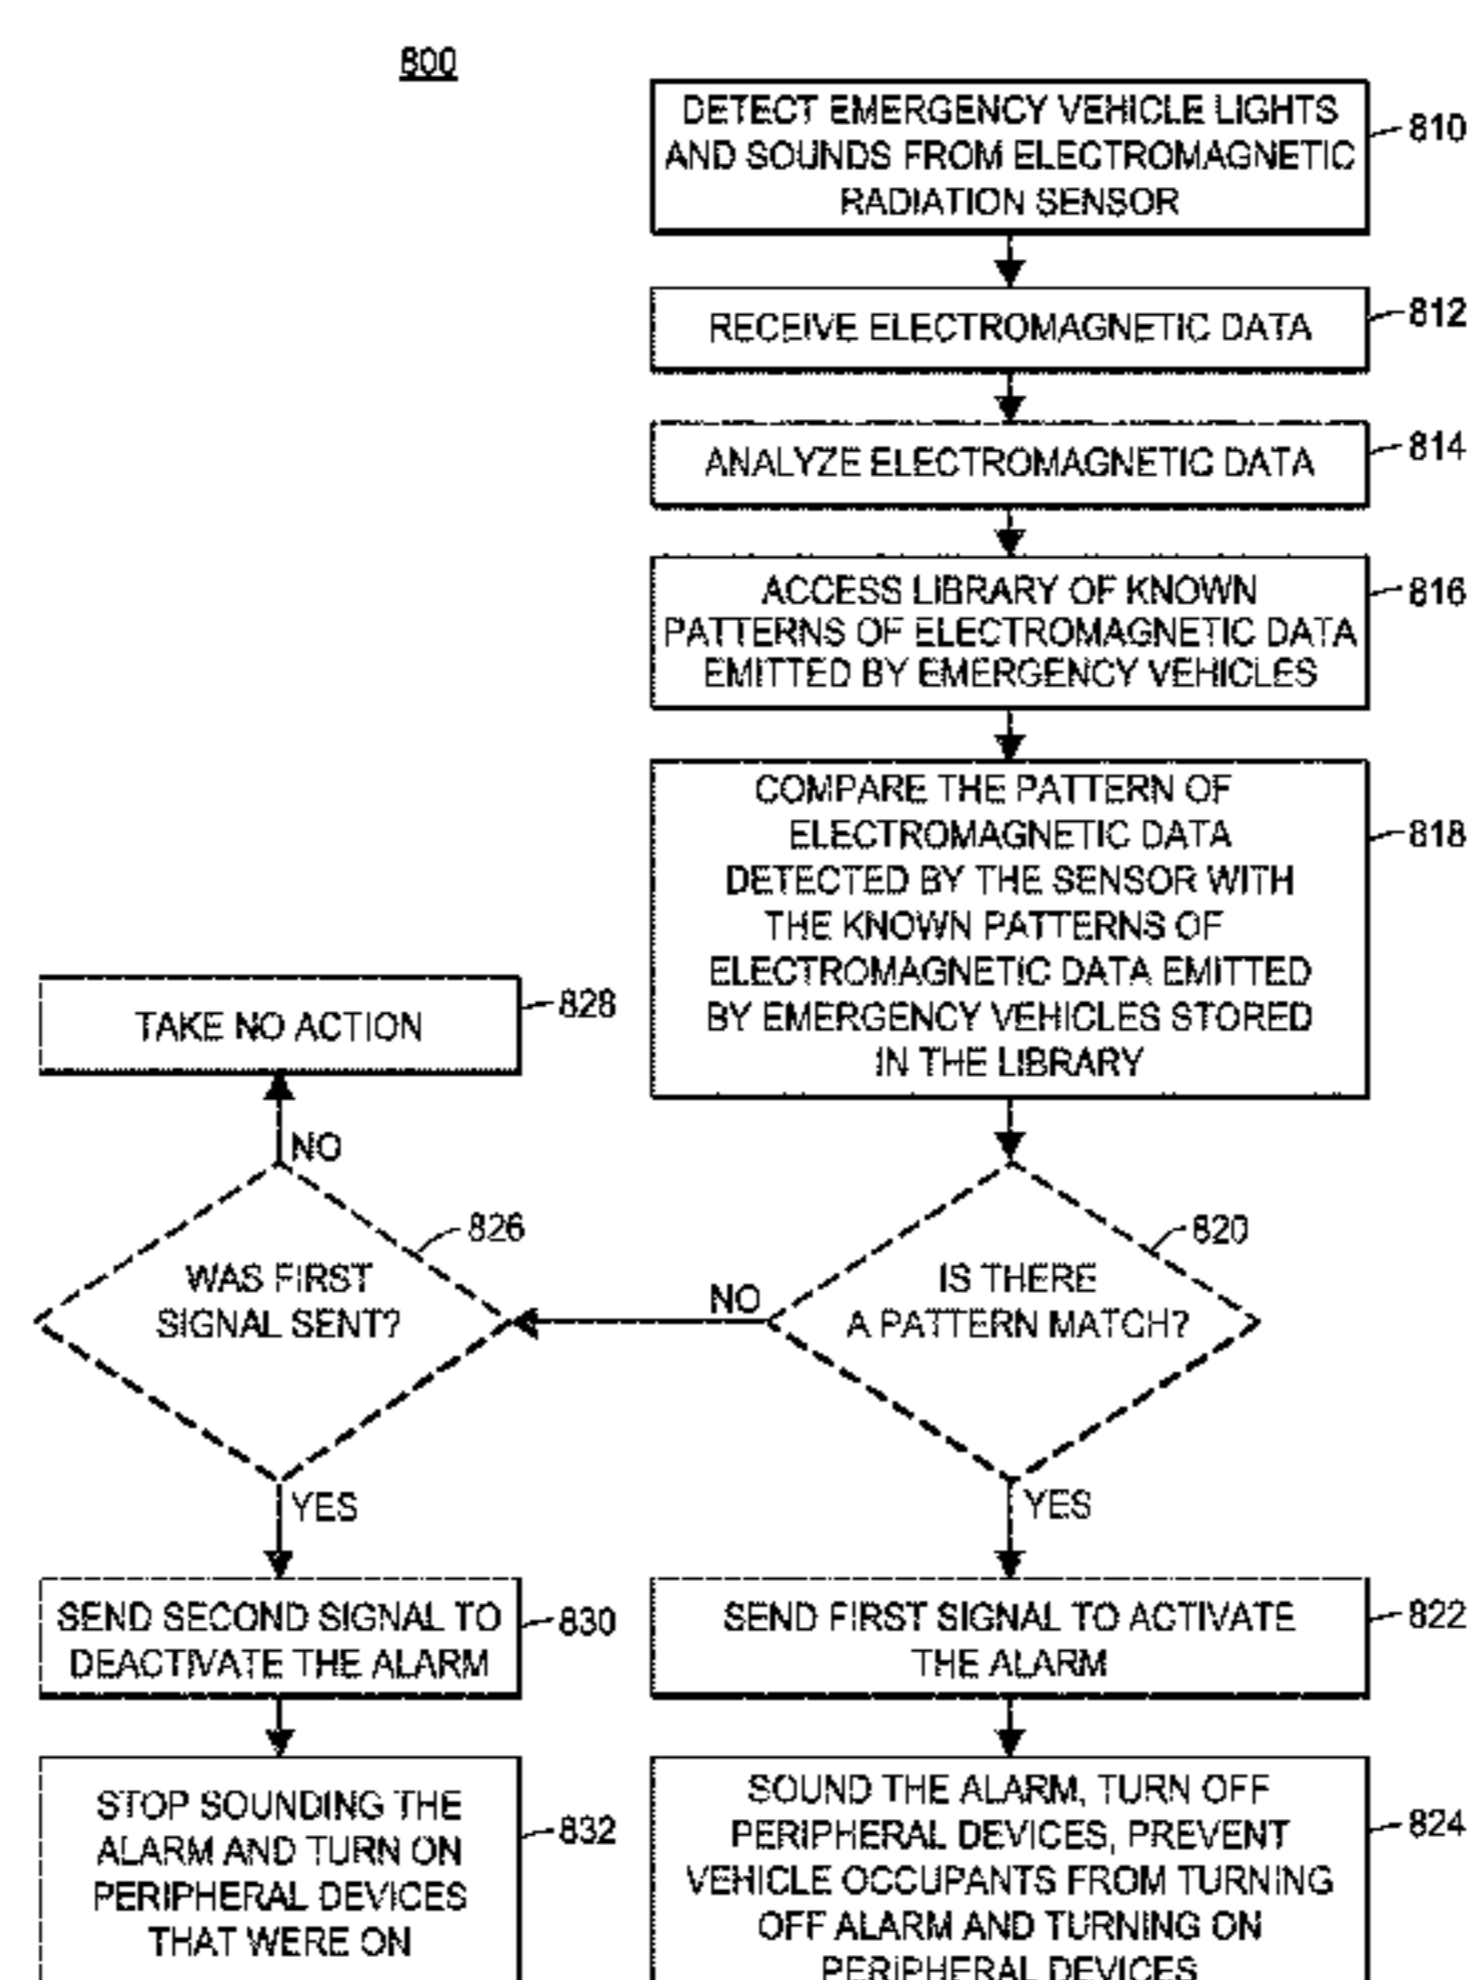 800
DETECT EMERGENCY VEHICLE LIGHTS
AND SOUNDS FROM ELECTROMAGNETIC
RADIATION SENSOR
810
RECEIVE ELECTROMAGNETIC DATA
812
ANALYZE ELECTROMAGNETIC DATA
814
ACCESS LIBRARY OF KNOWN
PATTERNS OF ELECTROMAGNETIC DATA
EMITTED BY EMERGENCY VEHICLES
816
COMPARE THE PATTERN OF
ELECTROMAGNETIC DATA
DETECTED BY THE SENSOR WITH
THE KNOWN PATTERNS OF
ELECTROMAGNETIC DATA EMITTED
BY EMERGENCY VEHICLES STORED
IN THE LIBRARY
818
TAKE NO ACTION
828
NO
WAS FIRST
SIGNAL SENT?
826
NO
IS THERE
A PATTERN MATCH?
820
YES
YES
SEND SECOND SIGNAL TO
DEACTIVATE THE ALARM
830
SEND FIRST SIGNAL TO ACTIVATE
THE ALARM
822
STOP SOUNDING THE
ALARM AND TURN ON
PERIPHERAL DEVICES
THAT WERE ON
832
SOUND THE ALARM, TURN OFF
PERIPHERAL DEVICES, PREVENT
VEHICLE OCCUPANTS FROM TURNING
OFF ALARM AND TURNING ON
PERIPHERAL DEVICES
824